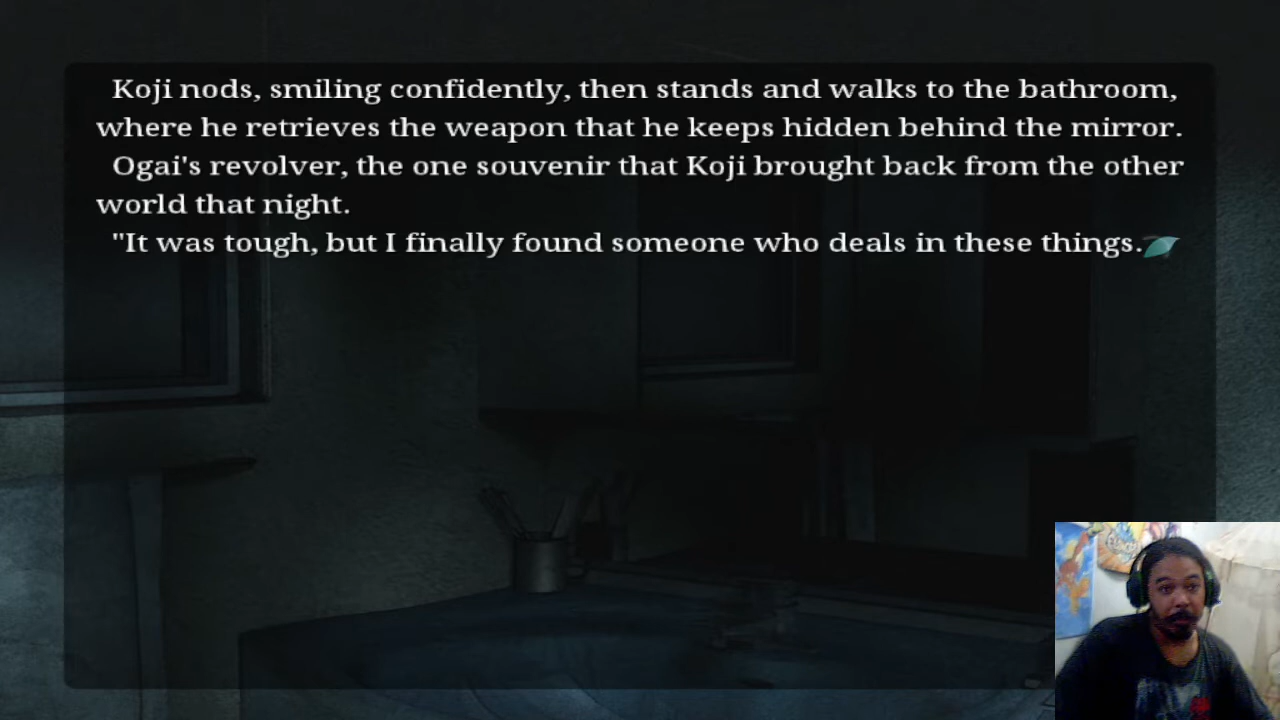 Koji nods, smiling confidently, then stands and walks to the bathroom,
where he retrieves the weapon that he keeps hidden behind the mirror.
Ogai's revolver, the one souvenir that Koji brought back from the other
world that night.
"It was tough, but I finally found someone who deals in these things.